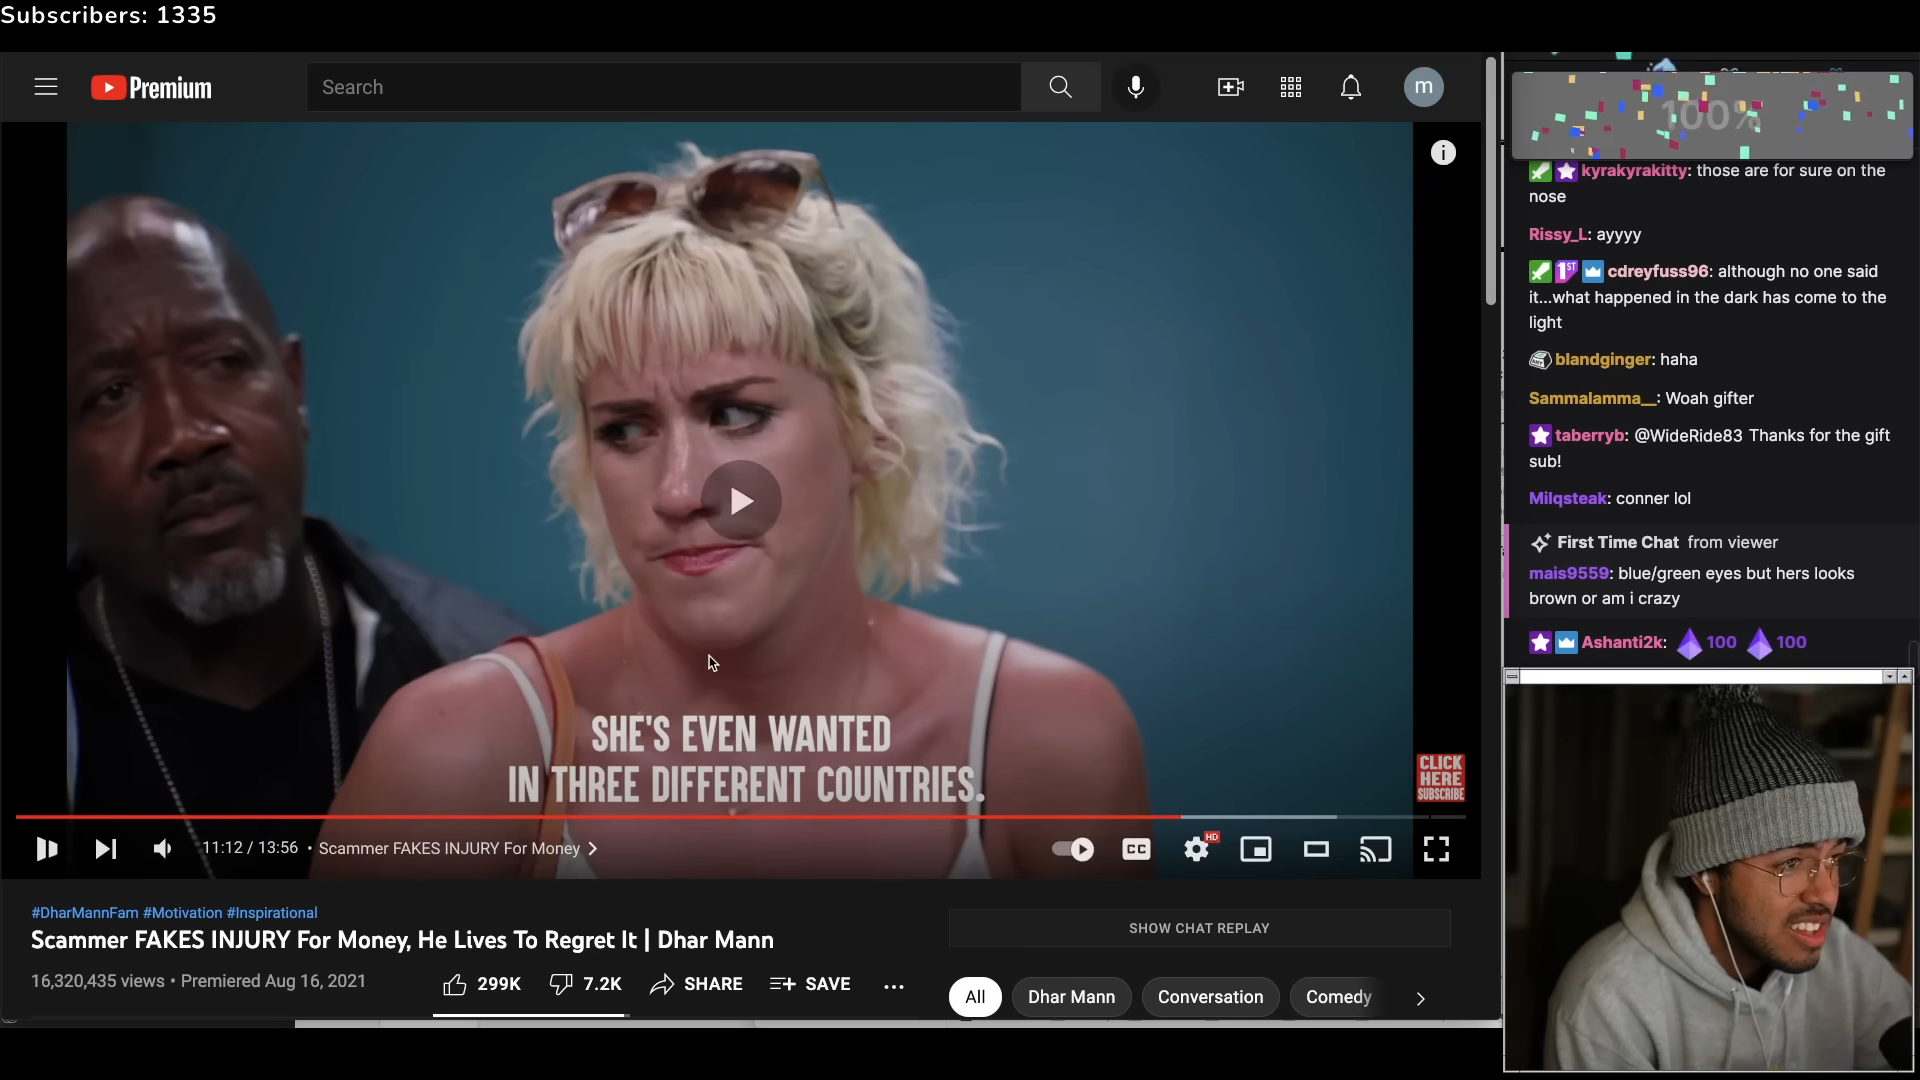 Subscribers: 1335
Premium
Search
m
100%
kyrakyrakitty: those are for sure on the
nose
Rissy_L: ayyyy
1ST cdreyfuss96: although no one said
it...what happened in the dark has come to the
light
blandginger: haha
Sammalamma__: Woah gifter
taberryb: @WideRide83 Thanks for the gift
sub!
Milqsteak: conner lol
First Time Chat from viewer
mais9559: blue/green eyes but hers looks
brown or am i crazy
Ashanti2k: 100 100
SHE'S EVEN WANTED
IN THREE DIFFERENT COUNTRIES.
CLICK
HERE
SUBSCRIBE
11:12 / 13:56 • Scammer FAKES INJURY For Money
CC
HD
#DharMannFam #Motivation #Inspirational
Scammer FAKES INJURY For Money, He Lives To Regret It | Dhar Mann
16,320,435 views • Premiered Aug 16, 2021
299K
7.2K
SHARE
SAVE
SHOW CHAT REPLAY
All
Dhar Mann
Conversation
Comedy